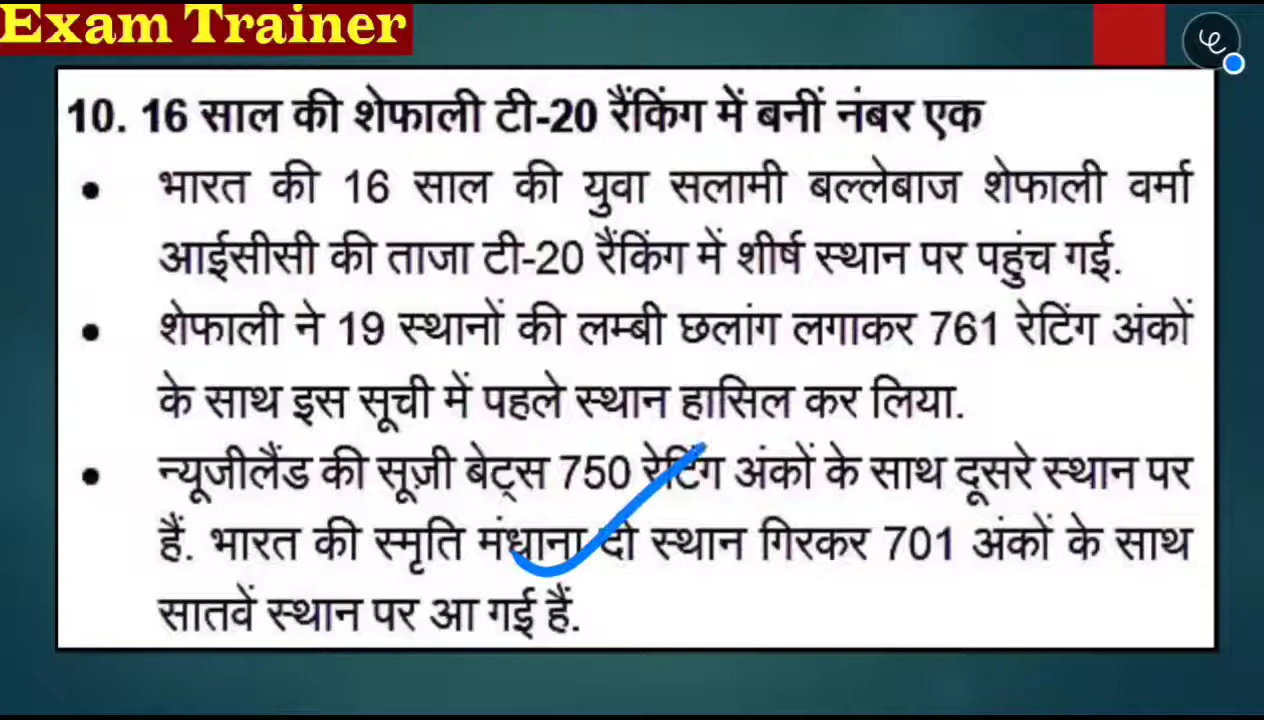 Exam Trainer
10. 16 साल की शेफाली टी-20 रैंकिंग में बनीं नंबर एक
• भारत की 16 साल की युवा सलामी बल्लेबाज शेफाली वर्मा
आईसीसी की ताजा टी-20 रैंकिंग में शीर्ष स्थान पर पहुंच गई.
• शेफाली ने 19 स्थानों की लम्बी छलांग लगाकर 761 रेटिंग अंकों
के साथ इस सूची में पहले स्थान हासिल कर लिया.
• न्यूजीलैंड की सूज़ी बेट्स 750 रेटिंग अंकों के साथ दूसरे स्थान पर
हैं. भारत की स्मृति मंधाना दो स्थान गिरकर 701 अंकों के साथ
सातवें स्थान पर आ गई हैं.